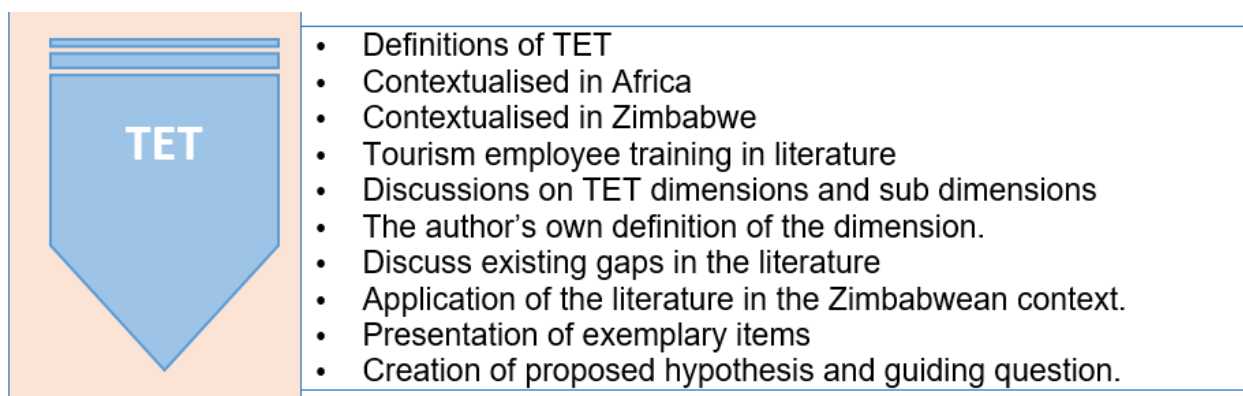 TET
• Definitions of TET
• Contextualised in Africa
• Contextualised in Zimbabwe
• Tourism employee training in literature
• Discussions on TET dimensions and sub dimensions
• The author's own definition of the dimension.
• Discuss existing gaps in the literature
• Application of the literature in the Zimbabwean context.
• Presentation of exemplary items
• Creation of proposed hypothesis and guiding question.